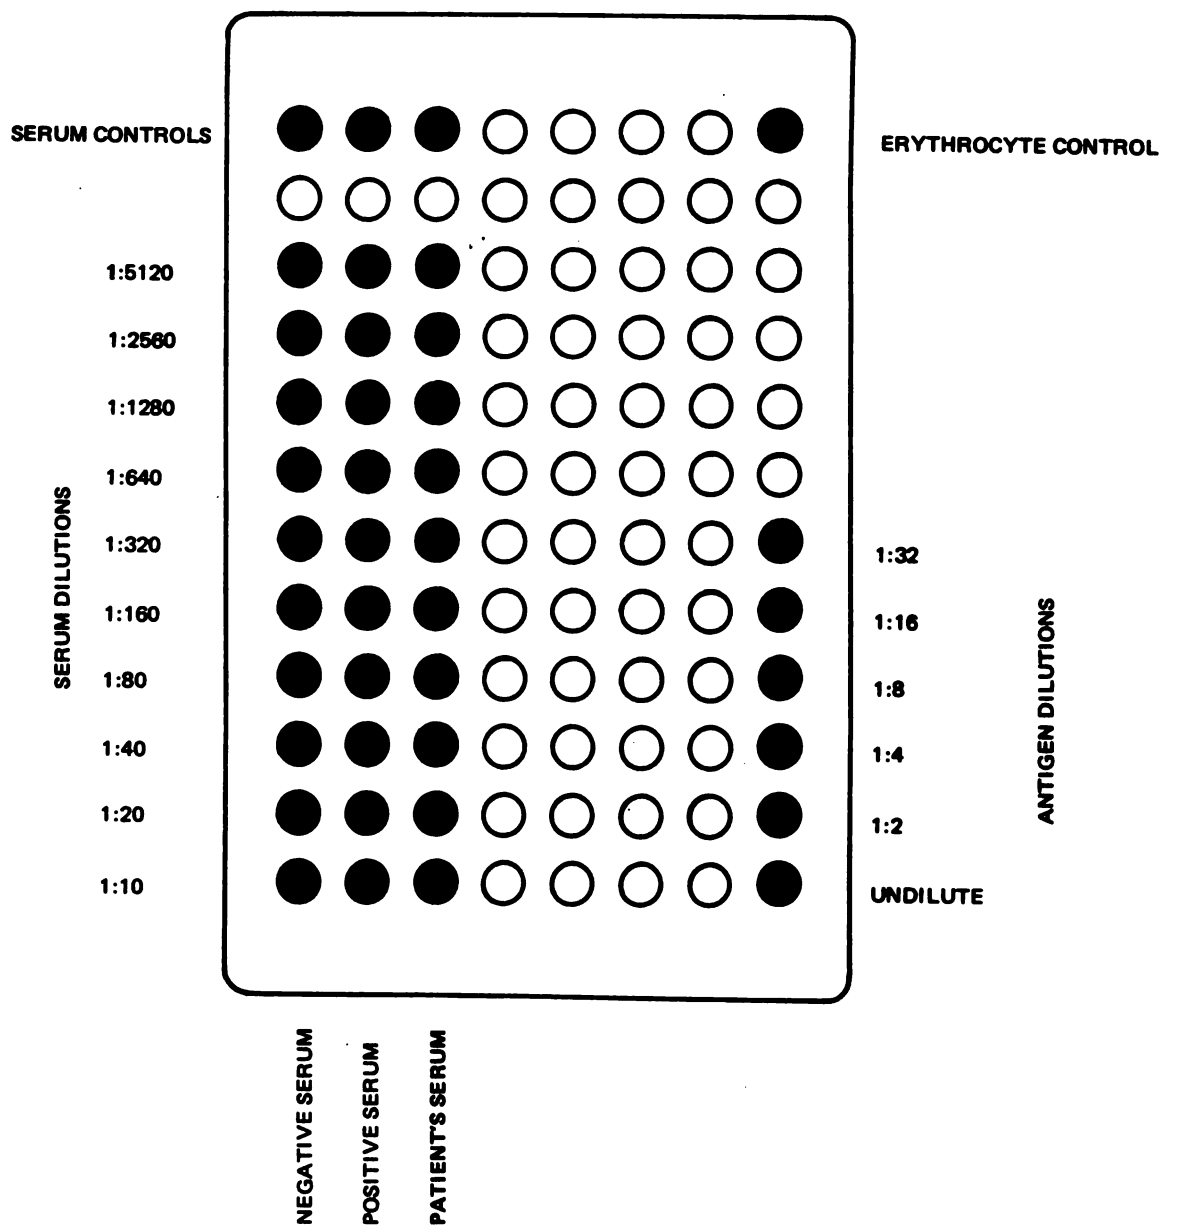 SERUM CONTROLS
ERYTHROCYTE CONTROL
1:5120
1:2560
1:1280
1:640
1:320
1:160
1:80
1:40
1:20
1:10
SERUM DILUTIONS
1:32
1:16
1:8
1:4
1:2
UNDILUTE
ANTIGEN DILUTIONS
NEGATIVE SERUM
POSITIVE SERUM
PATIENT'S SERUM